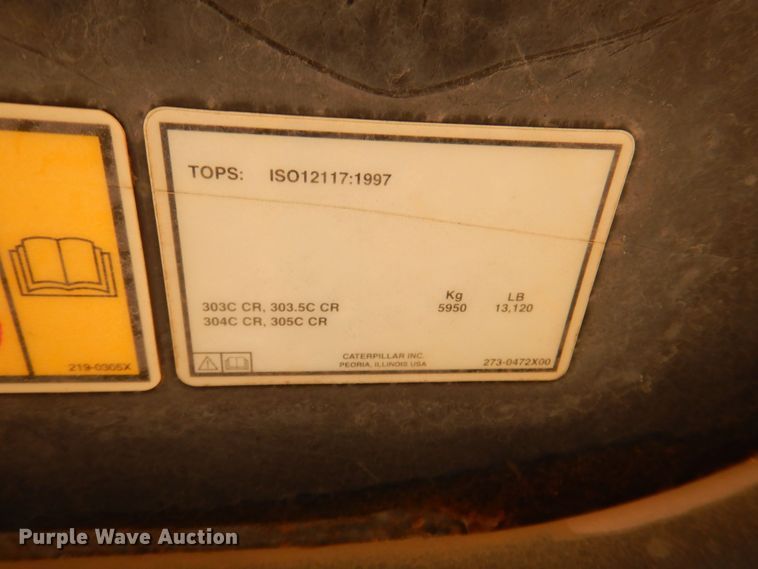 TOPS: ISO12117:1997
Kg LB
303C CR, 303.5C CR 5950 13,120
304C CR, 305C CR
CATERPILLAR INC.
PEORIA, ILLINOIS USA
273-0472X00
219-0305X
Purple Wave Auction